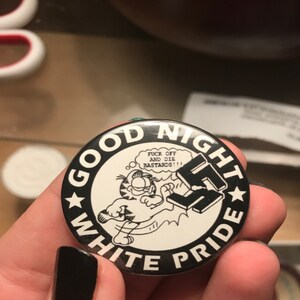 GOOD NIGHT
FUCK OFF
AND DIE
BASTARDS!!!
WHITE PRIDE